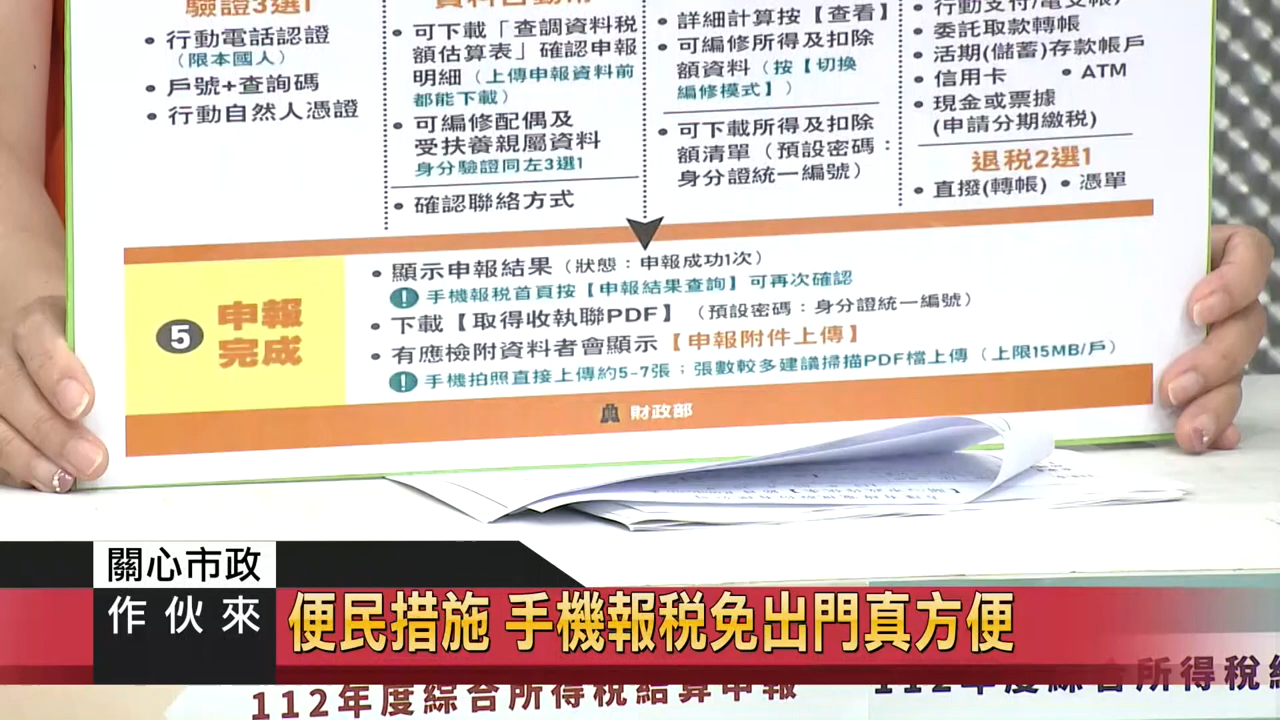 驗證3選1
• 行動電話認證
(限本國人)
• 戶號+查詢碼
• 行動自然人憑證
• 可下載「查調資料稅
額估算表」確認申報
明細（上傳申報資料前
都能下載）
• 可編修配偶及
受扶養親屬資料
身分驗證同左3選1
• 確認聯絡方式
• 詳細計算按【查看】
• 可編修所得及扣除
額資料（按【切換
編修模式】）
• 可下載所得及扣除
額清單（預設密碼：
身分證統一編號）
• 委託取款轉帳
• 活期(儲蓄)存款帳戶
• 信用卡 • ATM
• 現金或票據
(申請分期繳稅)
退稅2選1
• 直撥(轉帳) • 憑單
5 申報
完成
• 顯示申報結果（狀態：申報成功1次）
! 手機報稅首頁按【申報結果查詢】可再次確認
• 下載【取得收執聯PDF】（預設密碼：身分證統一編號）
• 有應檢附資料者會顯示【申報附件上傳】
! 手機拍照直接上傳約5-7張；張數較多建議掃描PDF檔上傳（上限15MB/戶）
財政部
關心市政
作伙來
便民措施 手機報稅免出門真方便
112年度綜合所得稅結算申報
112年度綜合所得稅結